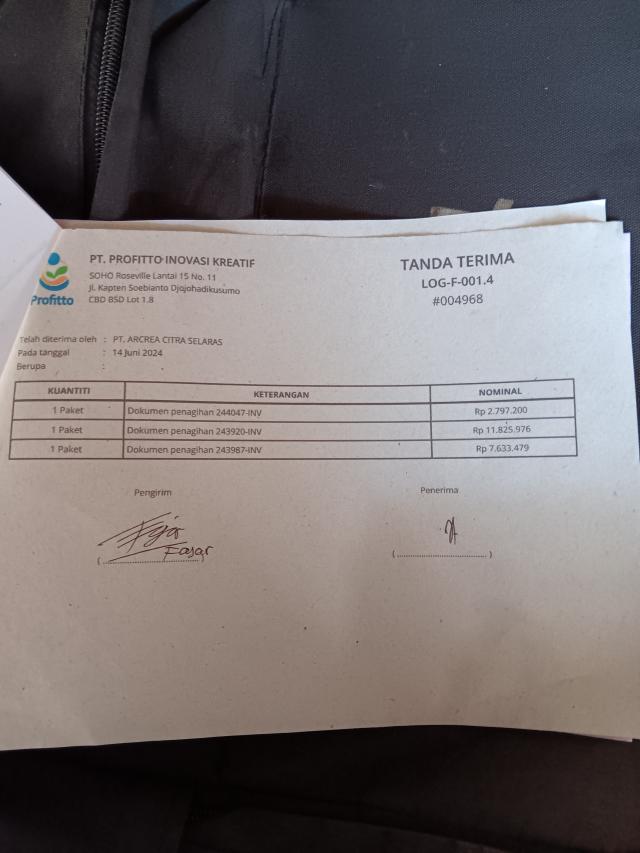 Profitto
PT. PROFITTO INOVASI KREATIF
SOHO Roseville Lantai 15 No. 11
Jl. Kapten Soebianto Djojohadikusumo
CBD BSD Lot 1.8
TANDA TERIMA
LOG-F-001.4
#004968
Telah diterima oleh : PT. ARCREA CITRA SELARAS
Pada tanggal : 14 Juni 2024
Berupa :
KUANTITI KETERANGAN NOMINAL
1 Paket Dokumen penagihan 244047-INV Rp 2.797.200
1 Paket Dokumen penagihan 243920-INV Rp 11.825.976
1 Paket Dokumen penagihan 243987-INV Rp 7.633.479
Pengirim Penerima
Fajar
(........................) (........................)